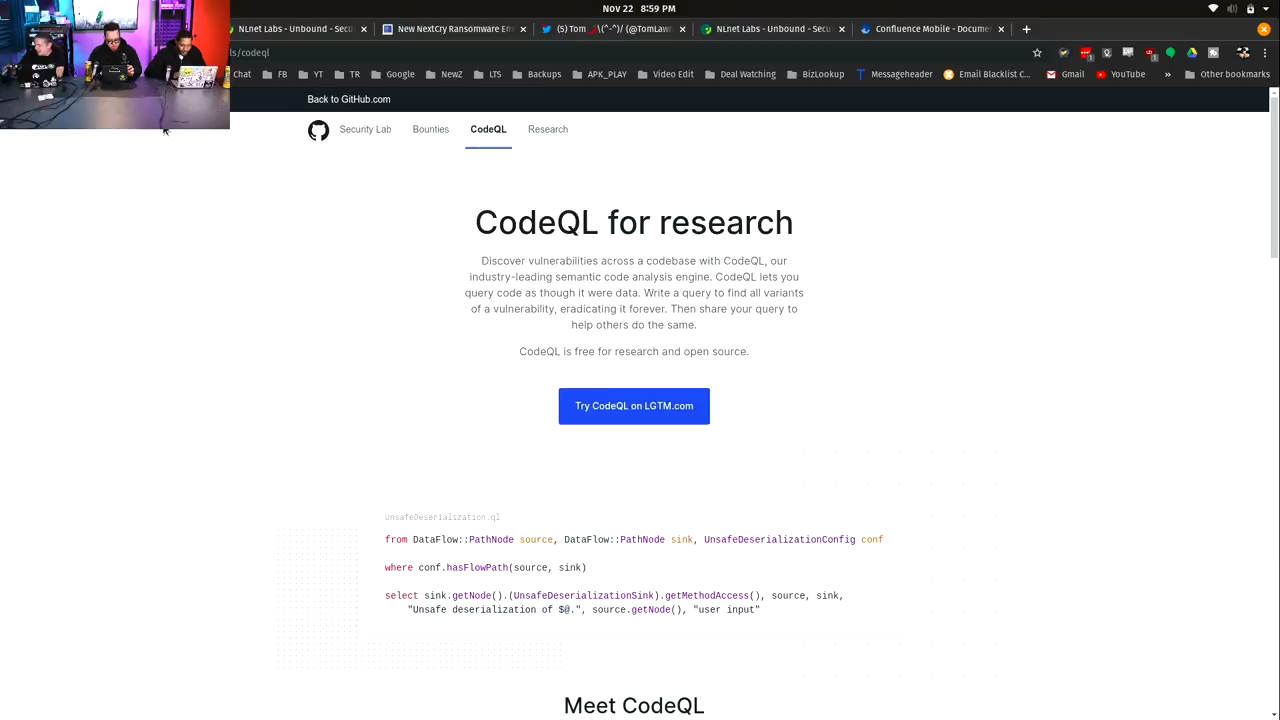 Nov 22 8:59 PM
NLnet Labs - Unbound - Secu
New NextCry Ransomware E
(5) Tom
)/ (@TomLaw
NLnet Labs - Unbound - Secu
Confluence Mobile - Docume
ls/codeql
Chat
FB
YT
TR
Google
NewZ
LTS
Backups
APK_PLAY
Video Edit
Deal Watching
BizLookup
MessageHeader
Email Blacklist C...
Gmail
YouTube
»
Other bookmarks
Back to GitHub.com
Security Lab
Bounties
CodeQL
Research
CodeQL for research
Discover vulnerabilities across a codebase with CodeQL, our
industry-leading semantic code analysis engine. CodeQL lets you
query code as though it were data. Write a query to find all variants
of a vulnerability, eradicating it forever. Then share your query to
help others do the same.
CodeQL is free for research and open source.
Try CodeQL on LGTM.com
UnsafeDeserialization.ql
from DataFlow::PathNode source, DataFlow::PathNode sink, UnsafeDeserializationConfig conf
where conf.hasFlowPath(source, sink)
select sink.getNode().(UnsafeDeserializationSink).getMethodAccess(), source, sink,
"Unsafe deserialization of $@.", source.getNode(), "user input"
Meet CodeQL